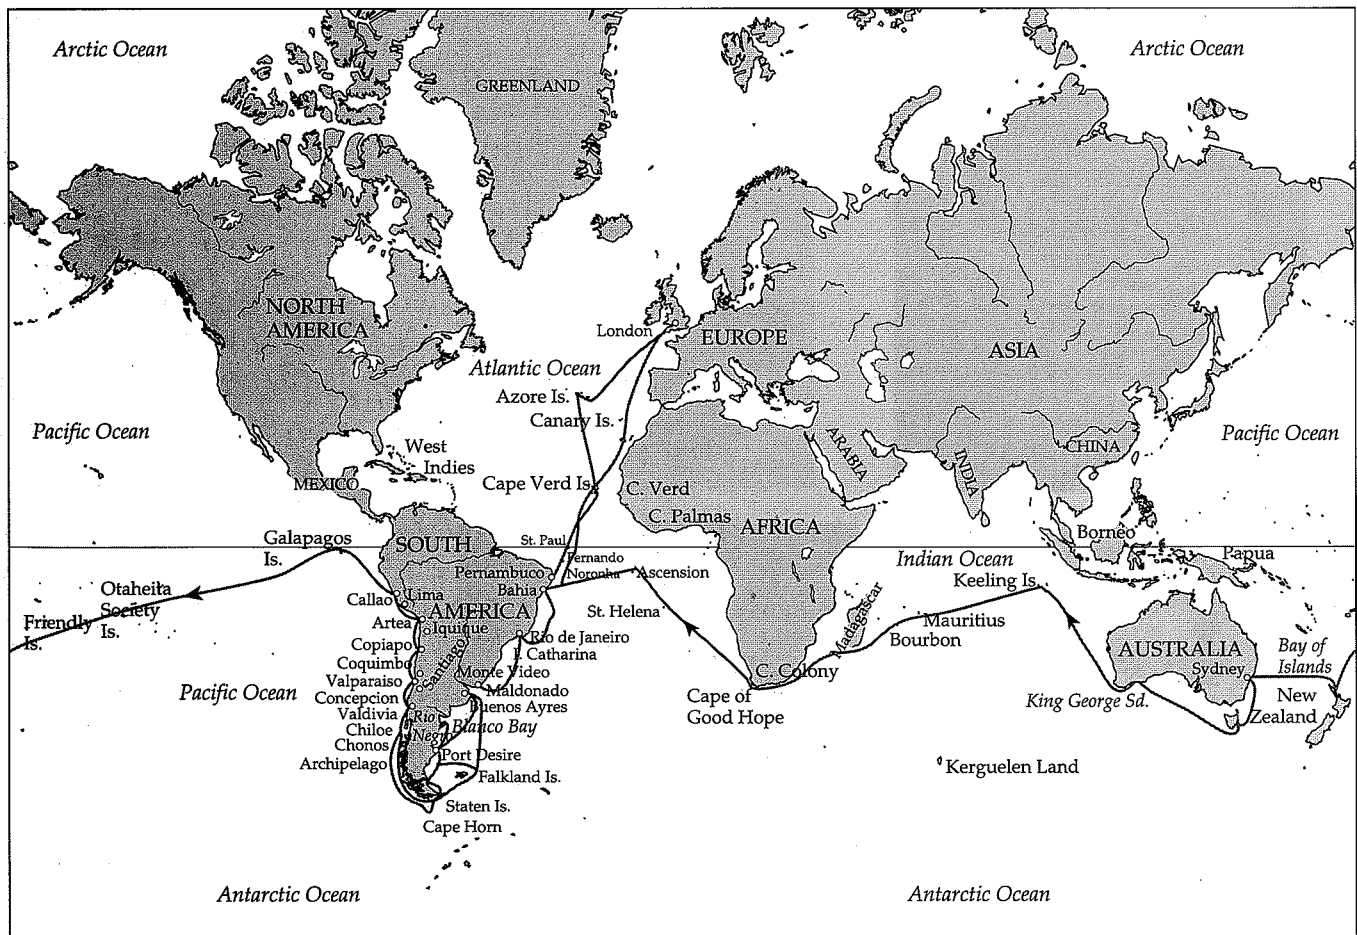 Arctic Ocean
Arctic Ocean
GREENLAND
NORTH
AMERICA
London
EUROPE
ASIA
Atlantic Ocean
Azore Is.
Canary Is.
Pacific Ocean
Pacific Ocean
West
Indies
ARABIA
INDIA
CHINA
MEXICO
Cape Verd Is.
C. Verd
C. Palmas
AFRICA
Galapagos
Is.
SOUTH
AMERICA
St. Paul
Fernando
Noronha
Pernambuco
Bahia
Ascension
Indian Ocean
Keeling Is.
Borneo
Papua
Otaheita
Society
Is.
Friendly
Is.
Callao
Lima
Artea
Iquique
Copiapo
Coquimbo
Santiago
Valparaiso
Concepcion
Valdivia
Chiloe
Chonos
Archipelago
St. Helena
Rio de Janeiro
J. Catharina
Monte Video
Maldonado
Buenos Ayres
Rio
Negro
Blanco Bay
Port Desire
Falkland Is.
Staten Is.
Cape Horn
Madagascar
Mauritius
Bourbon
C. Colony
Cape of
Good Hope
AUSTRALIA
Sydney
Bay of
Islands
King George Sd.
New
Zealand
Pacific Ocean
Kerguelen Land
Antarctic Ocean
Antarctic Ocean